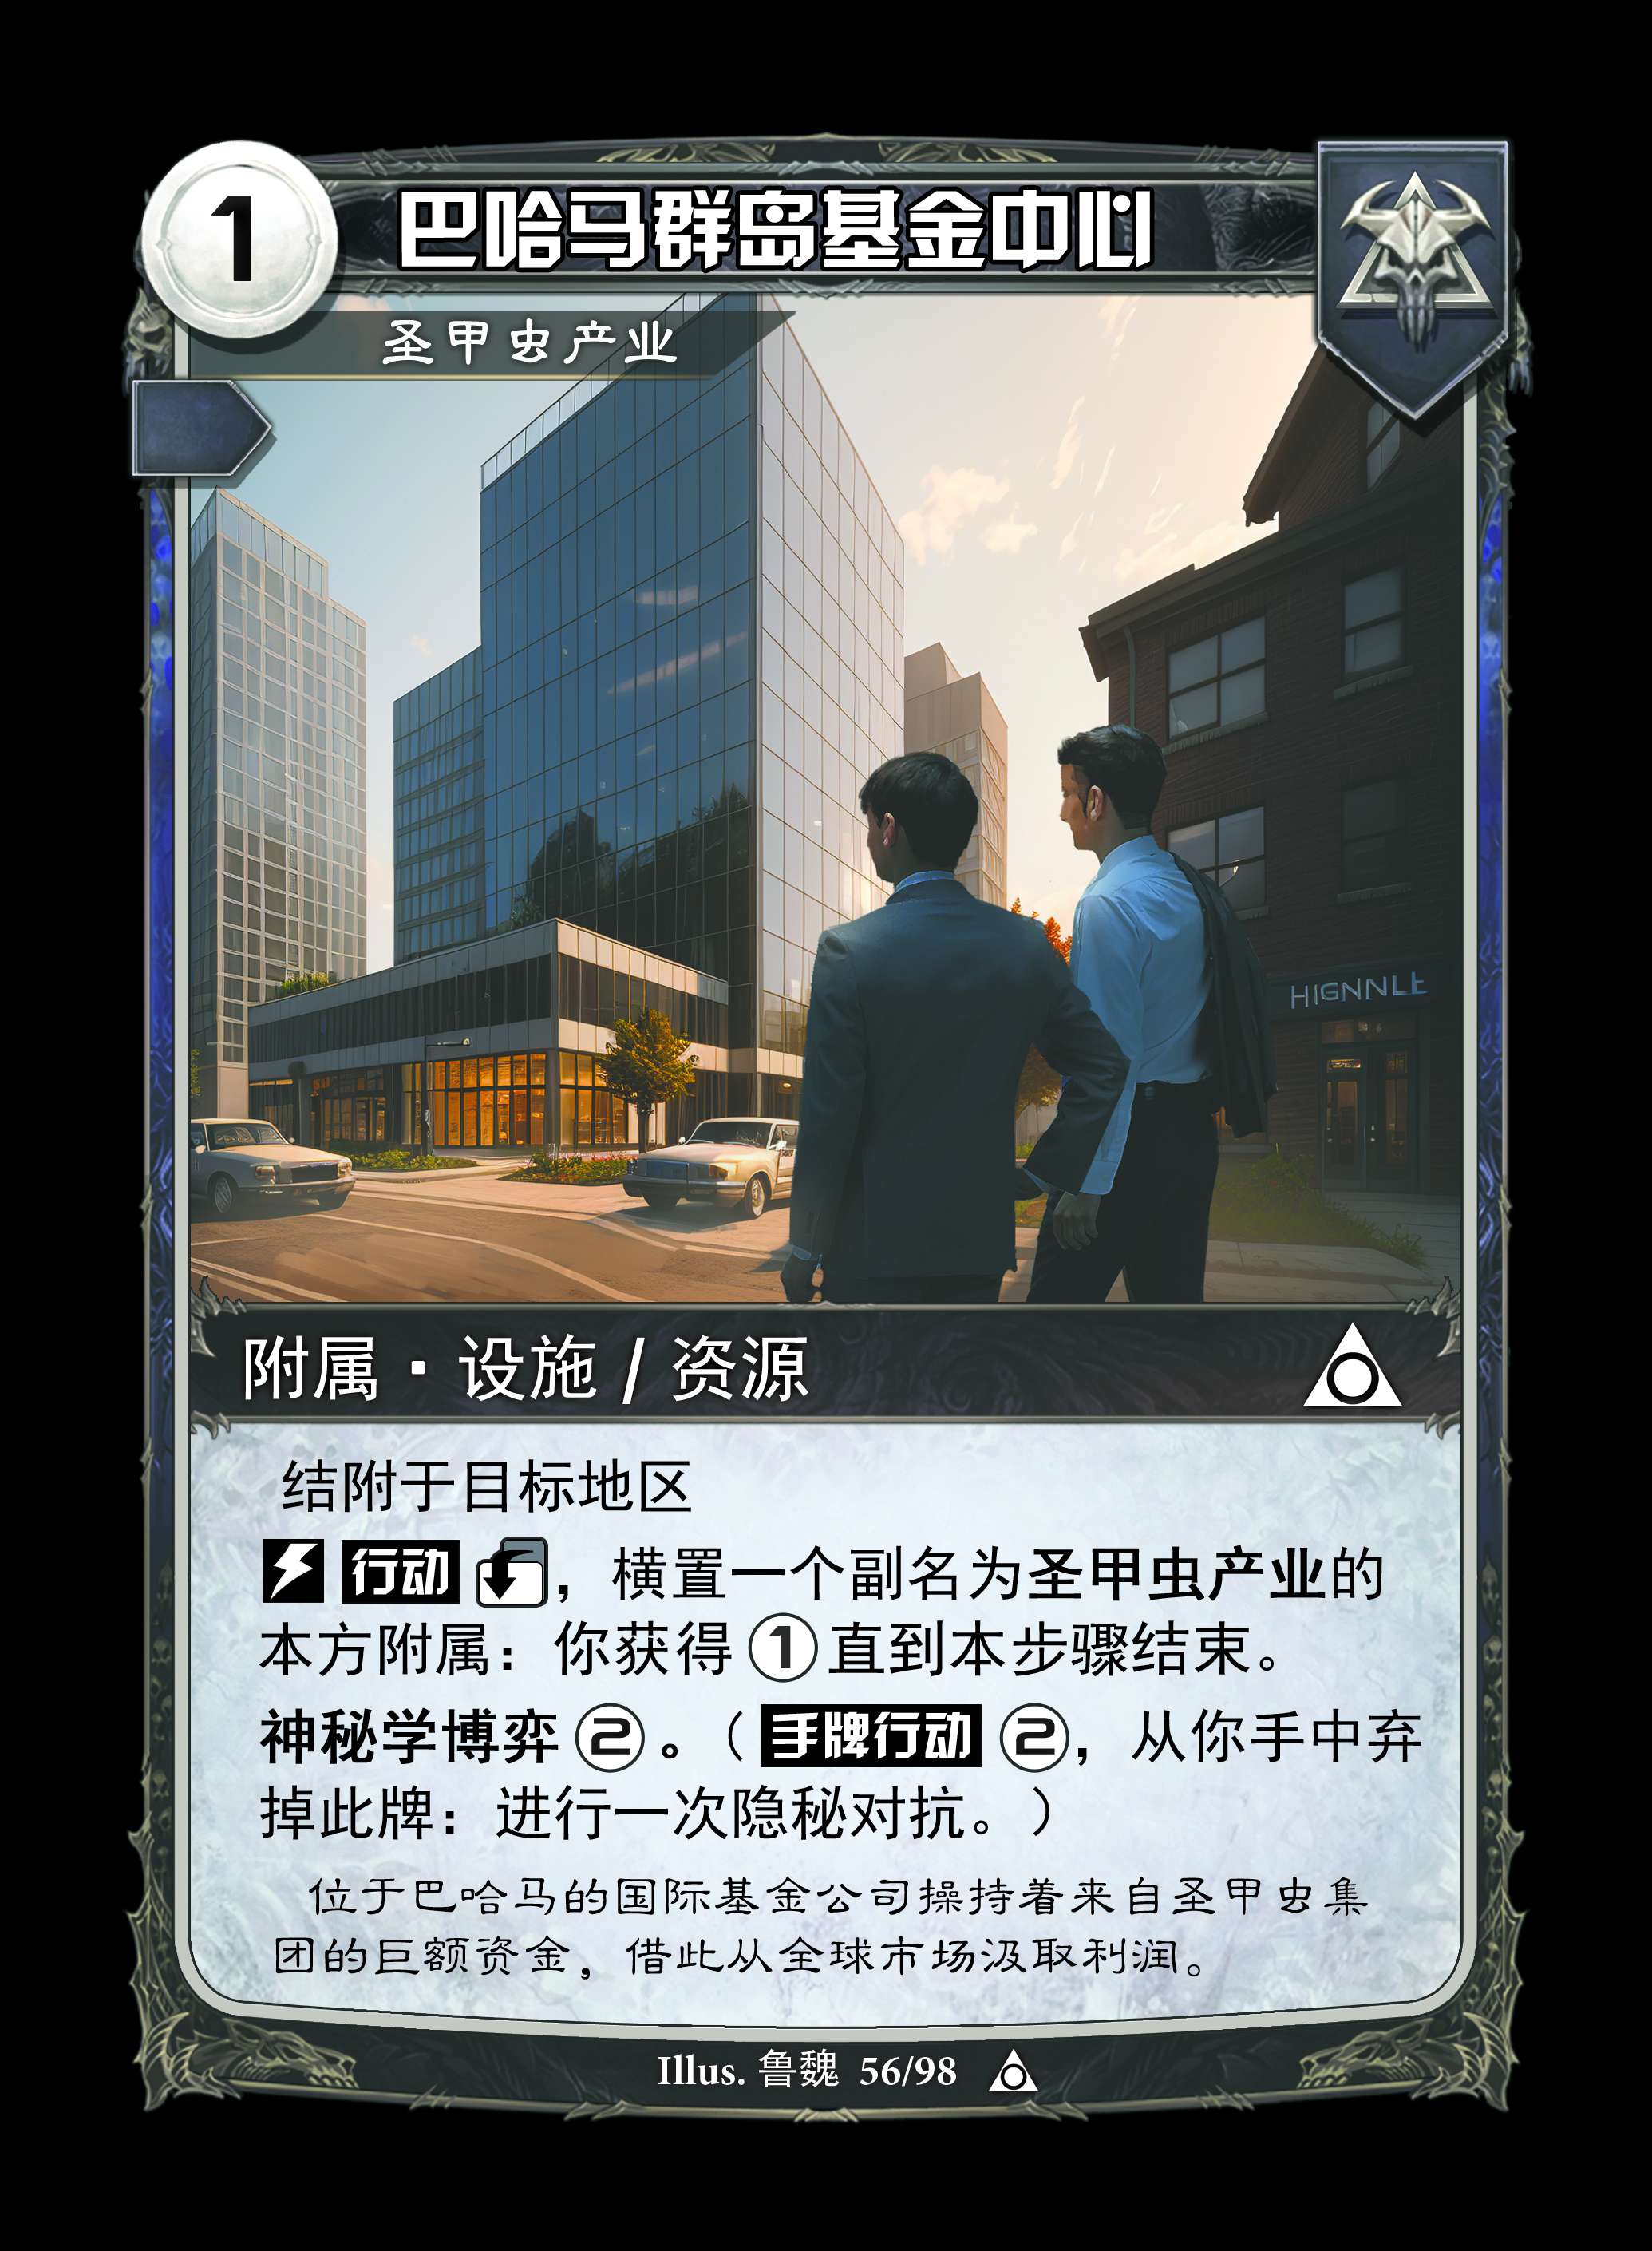 1
巴哈马群岛基金中心
圣甲虫产业
HIGNNLE
附属·设施/资源
结附于目标地区
行动，横置一个副名为圣甲虫产业的
本方附属：你获得①直到本步骤结束。
神秘学博弈②。（手牌行动②，从你手中弃
掉此牌：进行一次隐秘对抗。）
位于巴哈马的国际基金公司操持着来自圣甲虫集
团的巨额资金，借此从全球市场汲取利润。
Illus. 鲁魏 56/98